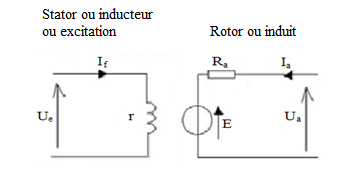 Stator ou inducteur
ou excitation
Rotor ou induit
If
Ra
Ia
Ue
r
E
Ua